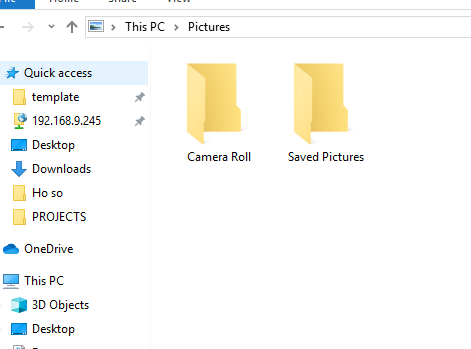 This PC
Pictures
Quick access
template
192.168.9.245
Desktop
Downloads
Ho so
PROJECTS
OneDrive
This PC
3D Objects
Desktop
Camera Roll
Saved Pictures